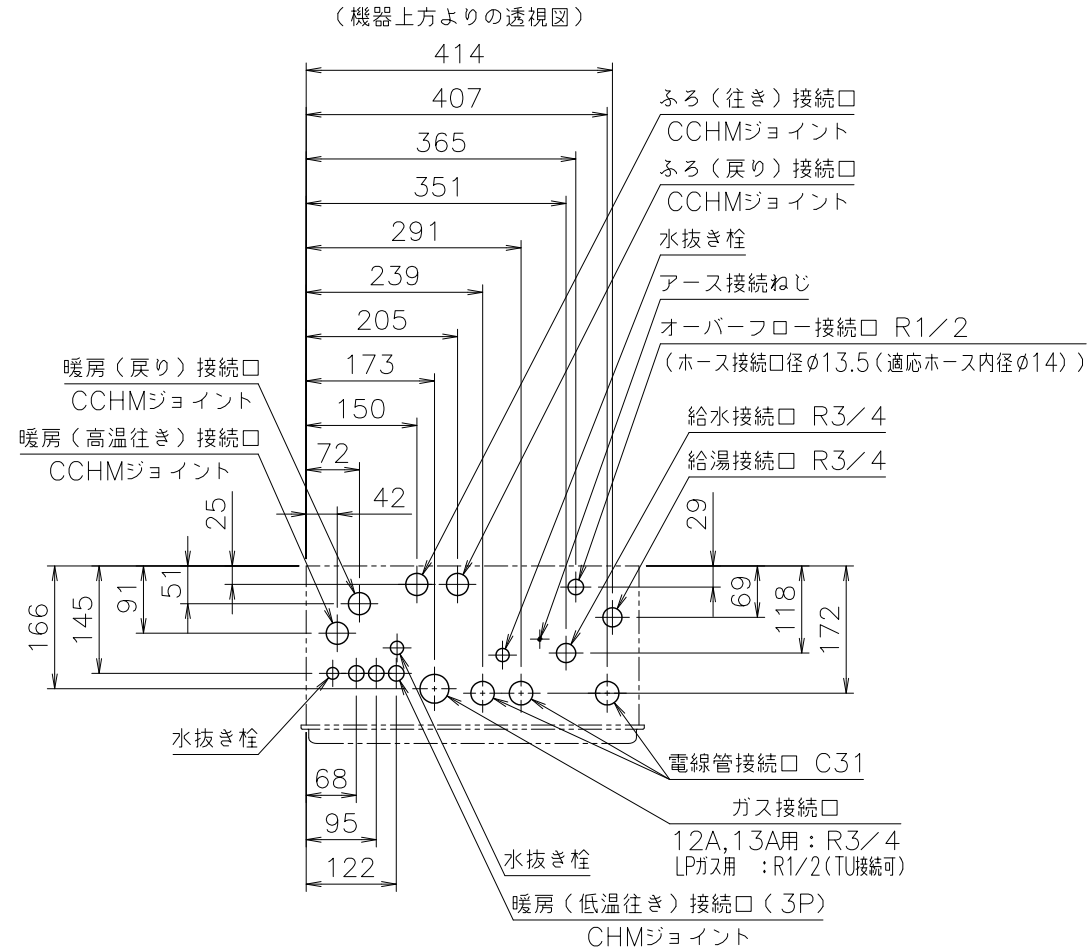 （機器上方よりの透視図）
414
407
365
351
291
239
205
173
150
72
42
ふろ（往き）接続口
CCHMジョイント
ふろ（戻り）接続口
CCHMジョイント
水抜き栓
アース接続ねじ
オーバーフロー接続口 R1/2
（ホース接続口径φ13.5（適応ホース内径φ14））
給水接続口 R3/4
給湯接続口 R3/4
暖房（戻り）接続口
CCHMジョイント
暖房（高温往き）接続口
CCHMジョイント
25
51
91
145
166
29
69
118
172
水抜き栓
68
95
122
電線管接続口 C31
ガス接続口
12A,13A用：R3/4
LPガス用 ：R1/2（TU接続可）
水抜き栓
暖房（低温往き）接続口（3P）
CHMジョイント